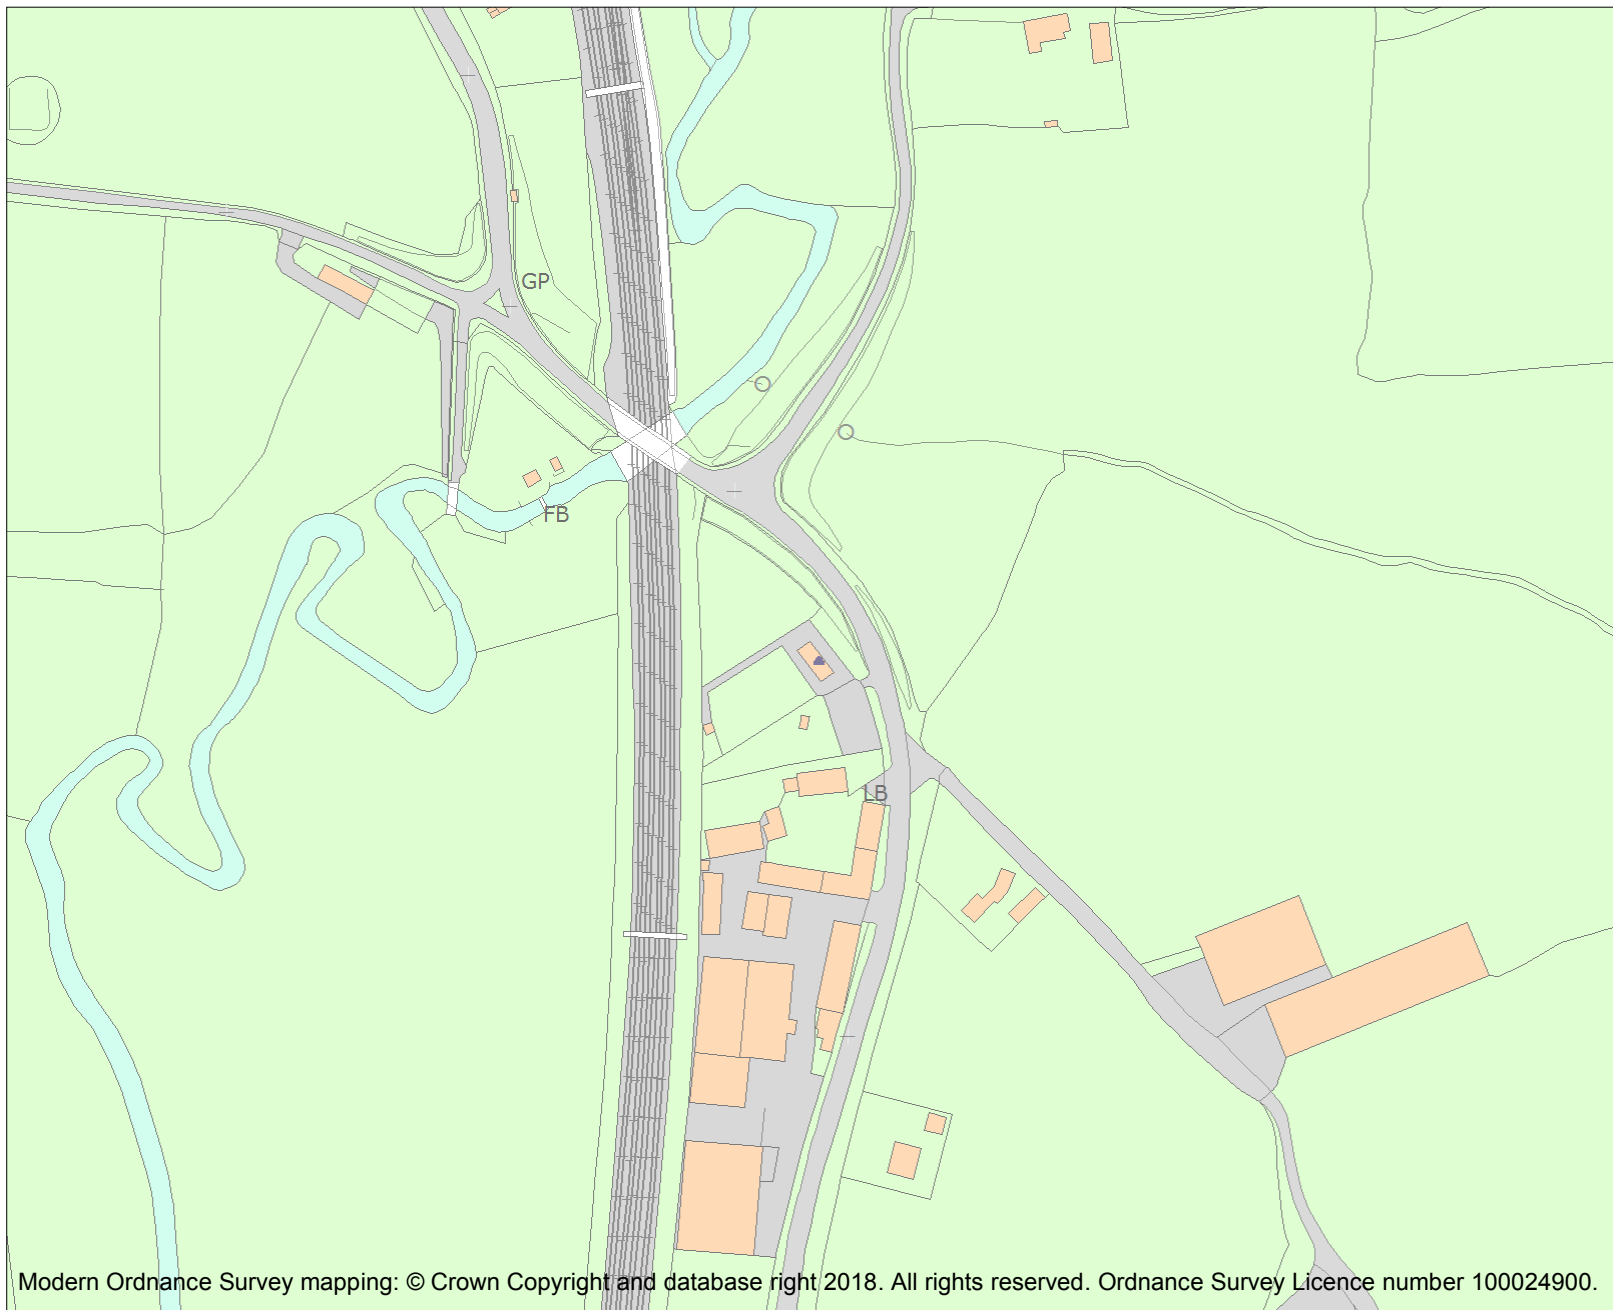 GP
FB
LB
Modern Ordnance Survey mapping: © Crown Copyright and database right 2018. All rights reserved. Ordnance Survey Licence number 100024900.